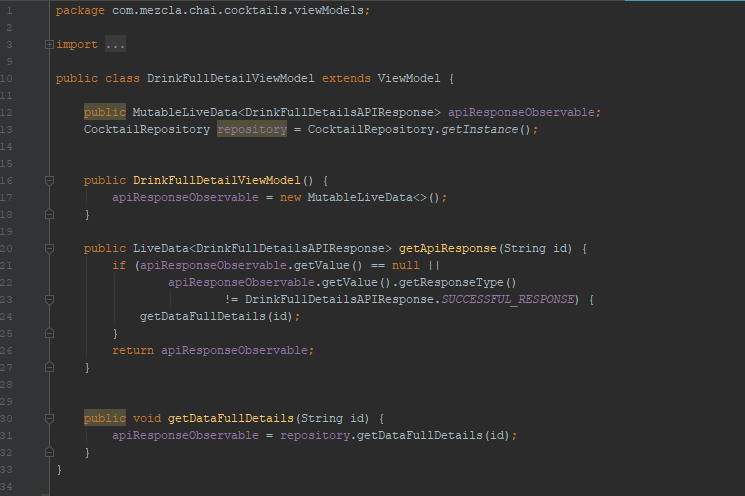 1 package com.mezcla.chai.cocktails.viewModels;
2
3 import ...
9
10 public class DrinkFullDetailViewModel extends ViewModel {
11
12 public MutableLiveData<DrinkFullDetailsAPIResponse> apiResponseObservable;
13 CocktailRepository repository = CocktailRepository.getInstance();
14
15
16 public DrinkFullDetailViewModel() {
17 apiResponseObservable = new MutableLiveData<>();
18 }
19
20 public LiveData<DrinkFullDetailsAPIResponse> getApiResponse(String id) {
21 if (apiResponseObservable.getValue() == null ||
22 apiResponseObservable.getValue().getResponseType()
23 != DrinkFullDetailsAPIResponse.SUCCESSFUL_RESPONSE) {
24 getDataFullDetails(id);
25 }
26 return apiResponseObservable;
27 }
28
29
30 public void getDataFullDetails(String id) {
31 apiResponseObservable = repository.getDataFullDetails(id);
32 }
33 }
34